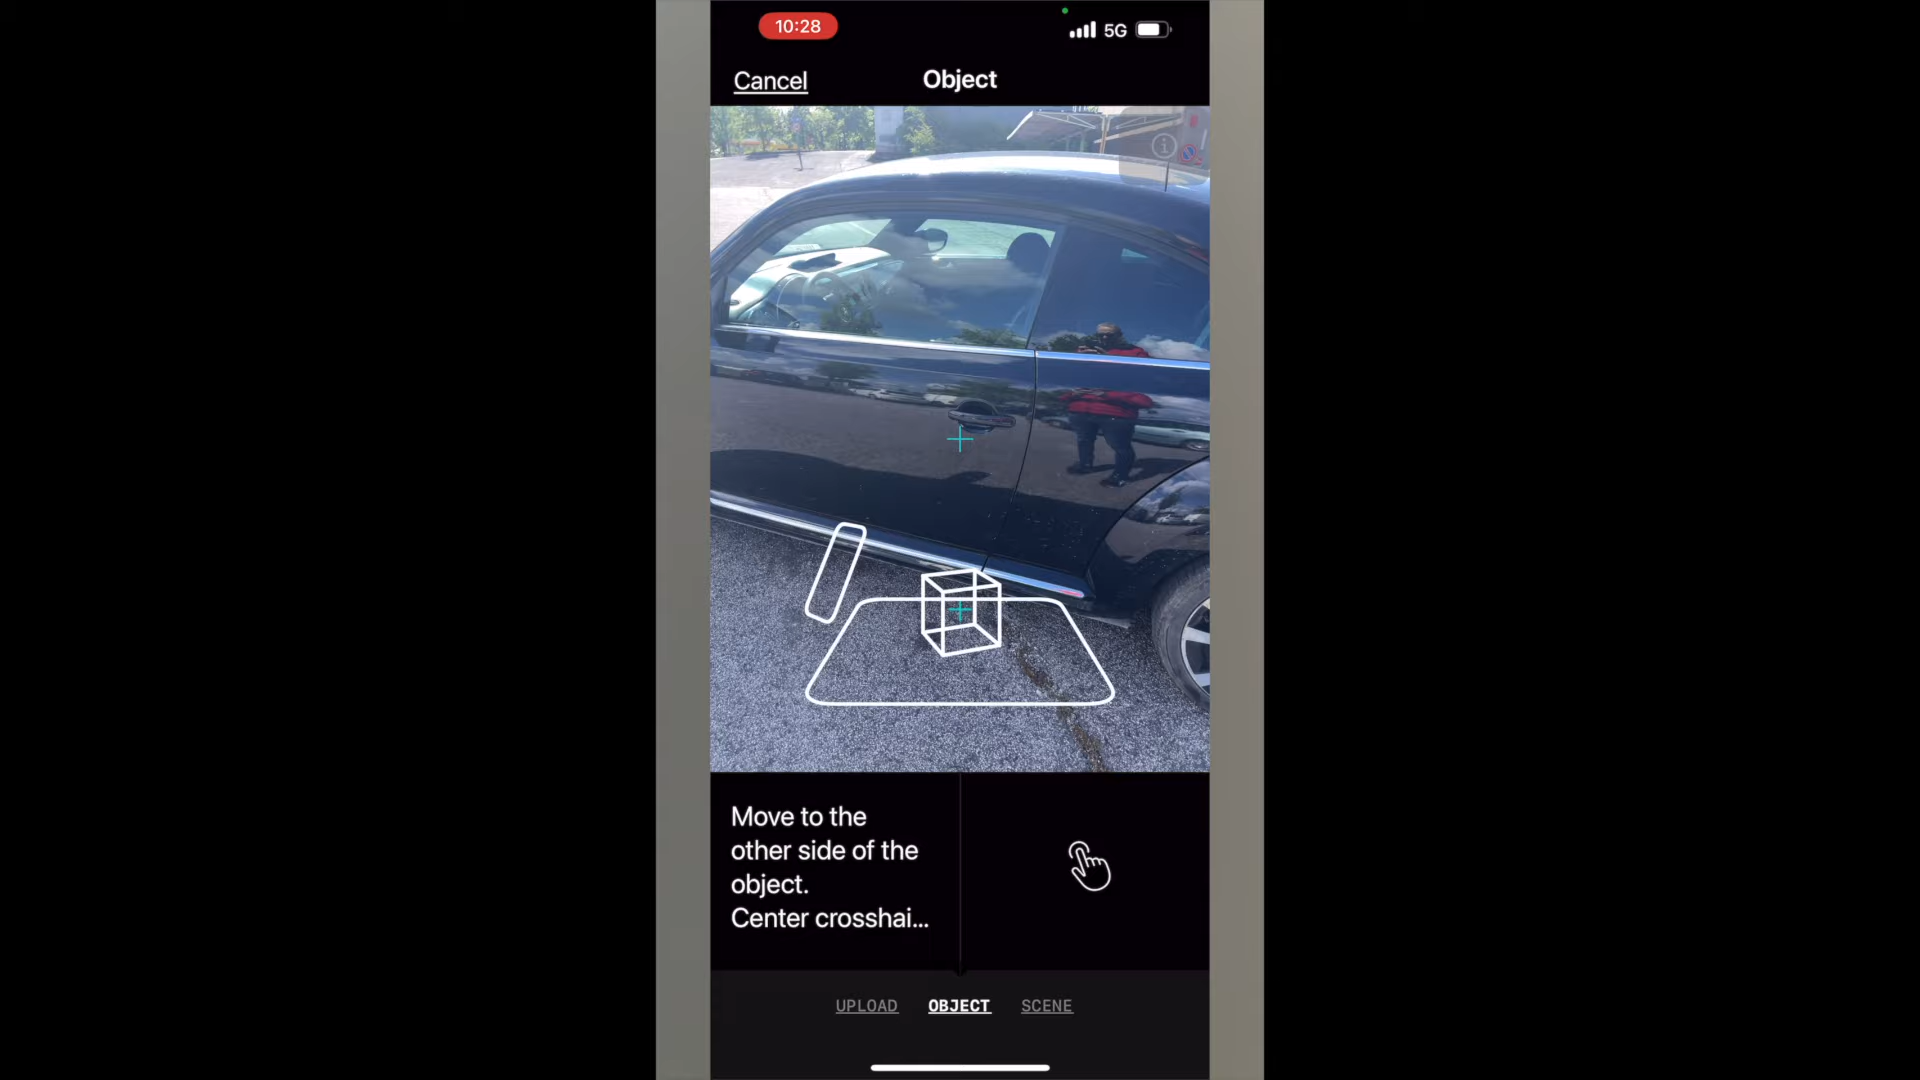 10:28
5G
Cancel
Object
Move to the
other side of the
object.
Center crosshai...
UPLOAD
OBJECT
SCENE